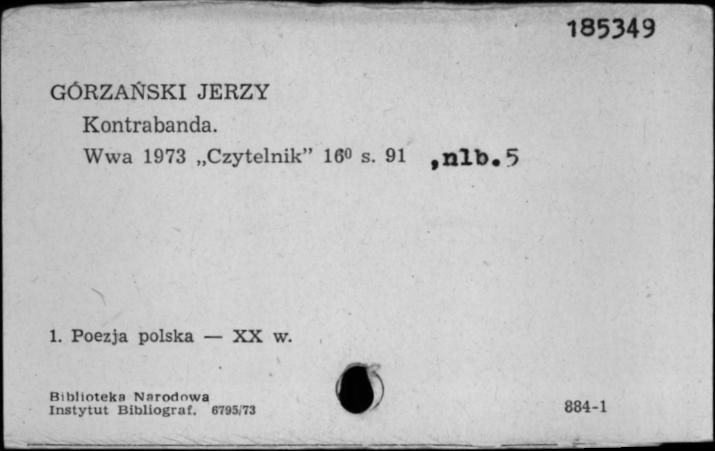 185349
GÓRZAŃSKI JERZY
Kontrabanda.
Wwa 1973 „Czytelnik” 16⁰ s. 91 ,nlb.5
1. Poezja polska — XX w.
Biblioteka Narodowa
Instytut Bibliograf. 6795/73
884-1